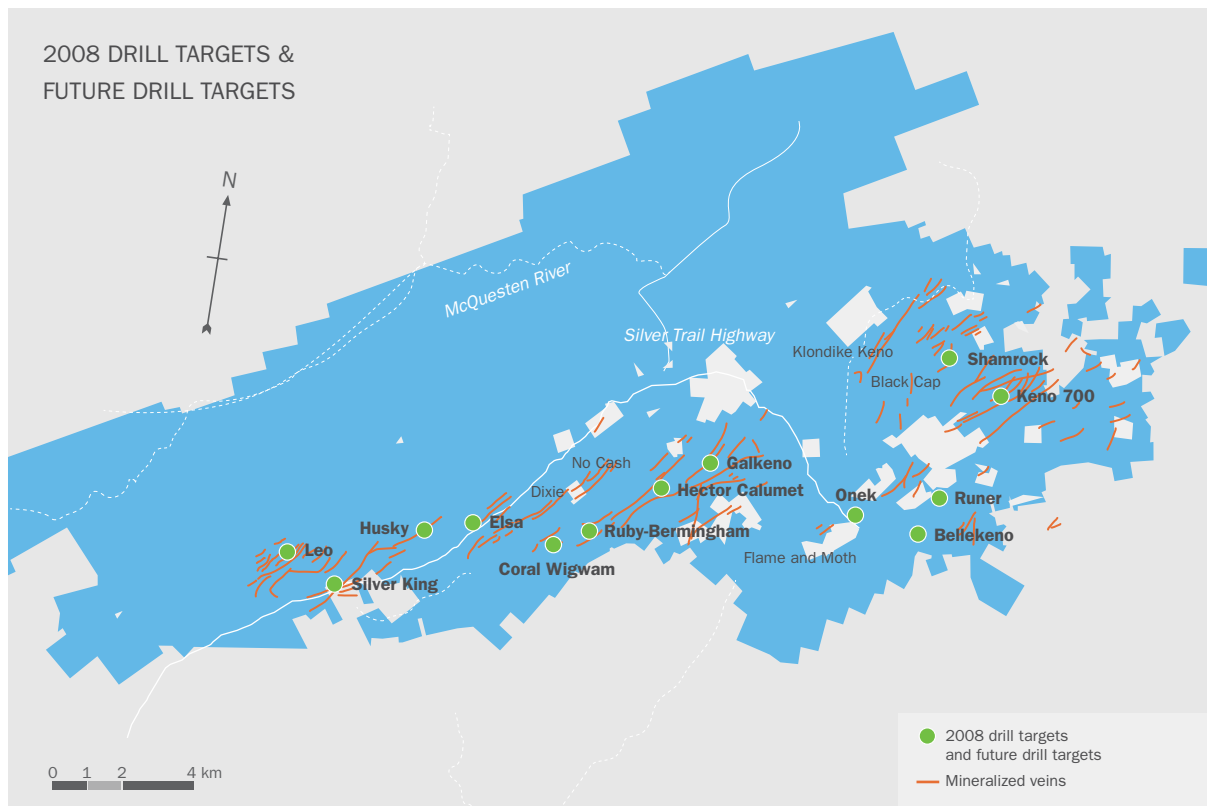 2008 DRILL TARGETS &
FUTURE DRILL TARGETS
N
McQuesten River
Silver Trail Highway
Klondike Keno
Shamrock
Black Cap
Keno 700
No Cash
Galkeno
Dixie
Hector Calumet
Onek
Runer
Husky
Elsa
Ruby-Bermingham
Bellekeno
Leo
Flame and Moth
Coral Wigwam
Silver King
0 1 2 4 km
2008 drill targets
and future drill targets
Mineralized veins